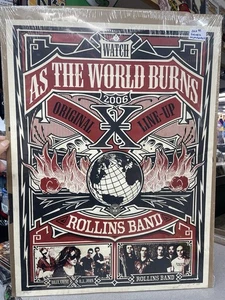 WATCH
AS THE WORLD BURNS
2006
ORIGINAL LINE-UP
X
ROLLINS BAND
ROLLINS BAND